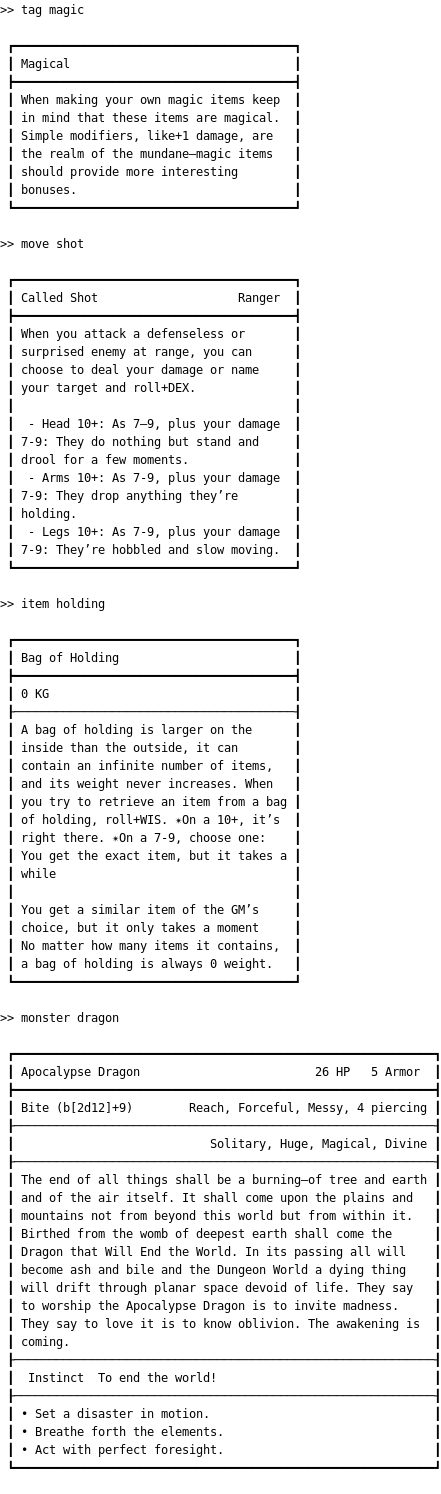 >> tag magic
Magical
When making your own magic items keep
in mind that these items are magical.
Simple modifiers, like+1 damage, are
the realm of the mundane—magic items
should provide more interesting
bonuses.
>> move shot
Called Shot Ranger
When you attack a defenseless or
surprised enemy at range, you can
choose to deal your damage or name
your target and roll+DEX.
- Head 10+: As 7–9, plus your damage
7-9: They do nothing but stand and
drool for a few moments.
- Arms 10+: As 7-9, plus your damage
7-9: They drop anything they’re
holding.
- Legs 10+: As 7-9, plus your damage
7-9: They’re hobbled and slow moving.
>> item holding
Bag of Holding
0 KG
A bag of holding is larger on the
inside than the outside, it can
contain an infinite number of items,
and its weight never increases. When
you try to retrieve an item from a bag
of holding, roll+WIS. ✴On a 10+, it’s
right there. ✴On a 7-9, choose one:
You get the exact item, but it takes a
while
You get a similar item of the GM’s
choice, but it only takes a moment
No matter how many items it contains,
a bag of holding is always 0 weight.
>> monster dragon
Apocalypse Dragon 26 HP 5 Armor
Bite (b[2d12]+9) Reach, Forceful, Messy, 4 piercing
Solitary, Huge, Magical, Divine
The end of all things shall be a burning—of tree and earth
and of the air itself. It shall come upon the plains and
mountains not from beyond this world but from within it.
Birthed from the womb of deepest earth shall come the
Dragon that Will End the World. In its passing all will
become ash and bile and the Dungeon World a dying thing
will drift through planar space devoid of life. They say
to worship the Apocalypse Dragon is to invite madness.
They say to love it is to know oblivion. The awakening is
coming.
Instinct To end the world!
• Set a disaster in motion.
• Breathe forth the elements.
• Act with perfect foresight.